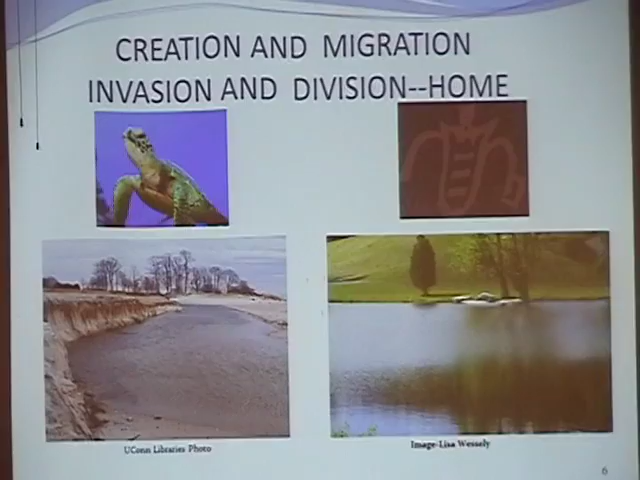 CREATION AND MIGRATION
INVASION AND DIVISION--HOME
UConn Libraries Photo
Image-Lisa Wessely
6